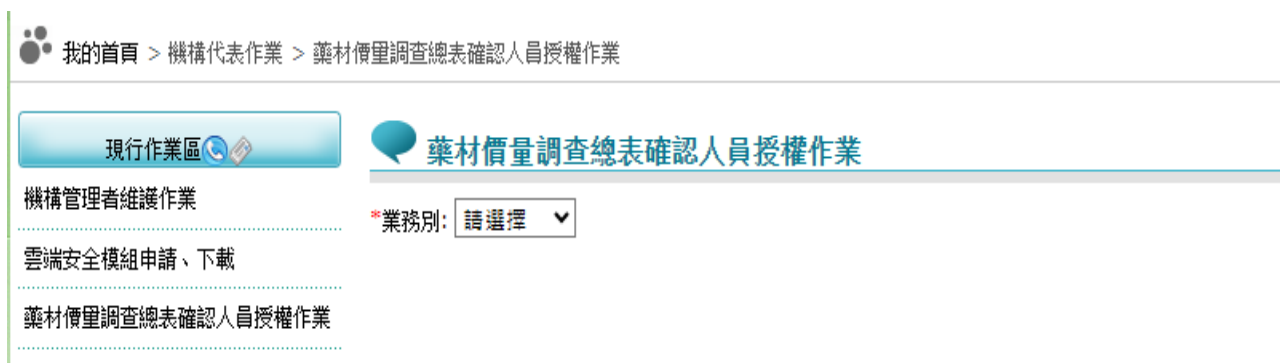 我的首頁 > 機構代表作業 > 藥材價量調查總表確認人員授權作業
現行作業區
藥材價量調查總表確認人員授權作業
機構管理者維護作業
*業務別: 請選擇
雲端安全模組申請、下載
藥材價量調查總表確認人員授權作業